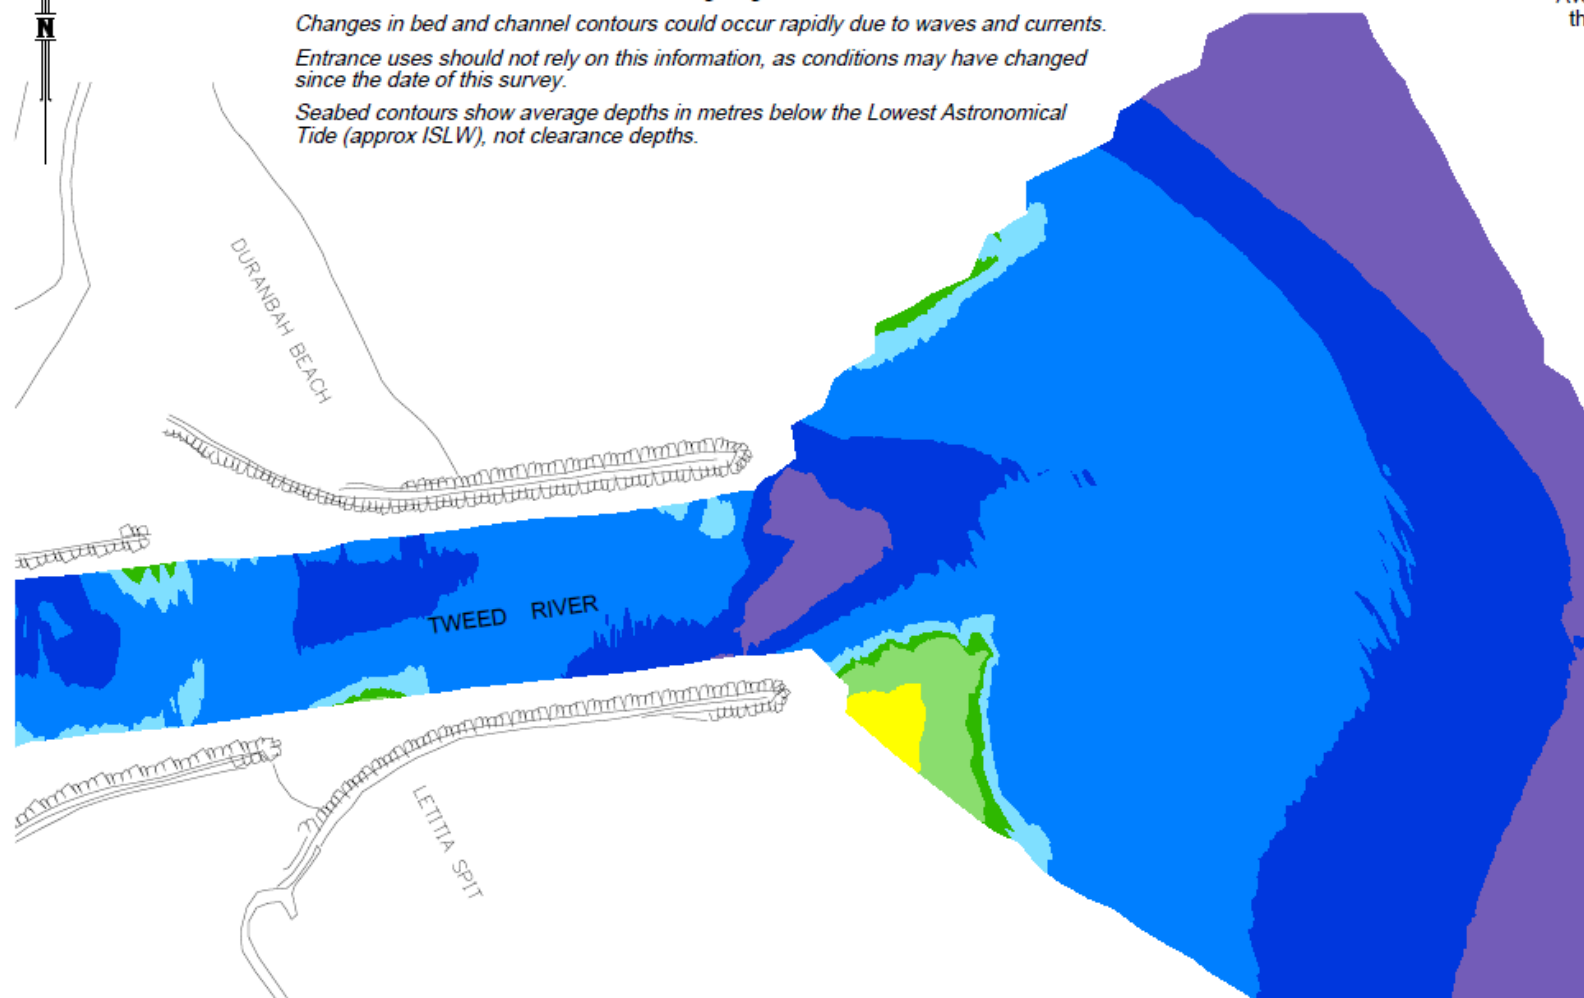 N
Changes in bed and channel contours could occur rapidly due to waves and currents.
Entrance uses should not rely on this information, as conditions may have changed
since the date of this survey.
Seabed contours show average depths in metres below the Lowest Astronomical
Tide (approx ISLW), not clearance depths.
DURANBAH BEACH
TWEED RIVER
LETITIA SPIT